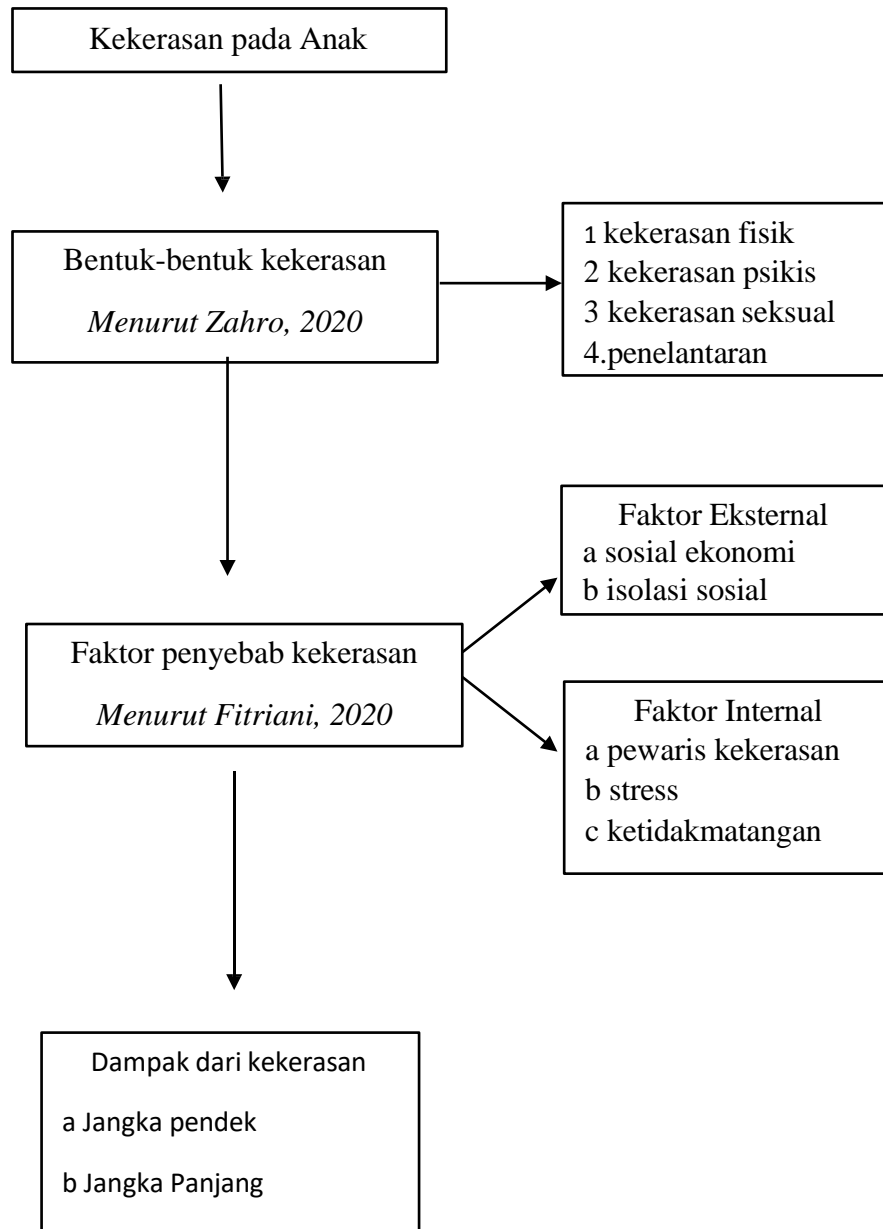 Kekerasan pada Anak
Bentuk-bentuk kekerasan
Menurut Zahro, 2020
1 kekerasan fisik
2 kekerasan psikis
3 kekerasan seksual
4.penelantaran
Faktor Eksternal
a sosial ekonomi
b isolasi sosial
Faktor penyebab kekerasan
Menurut Fitriani, 2020
Faktor Internal
a pewaris kekerasan
b stress
c ketidakmatangan
Dampak dari kekerasan
a Jangka pendek
b Jangka Panjang